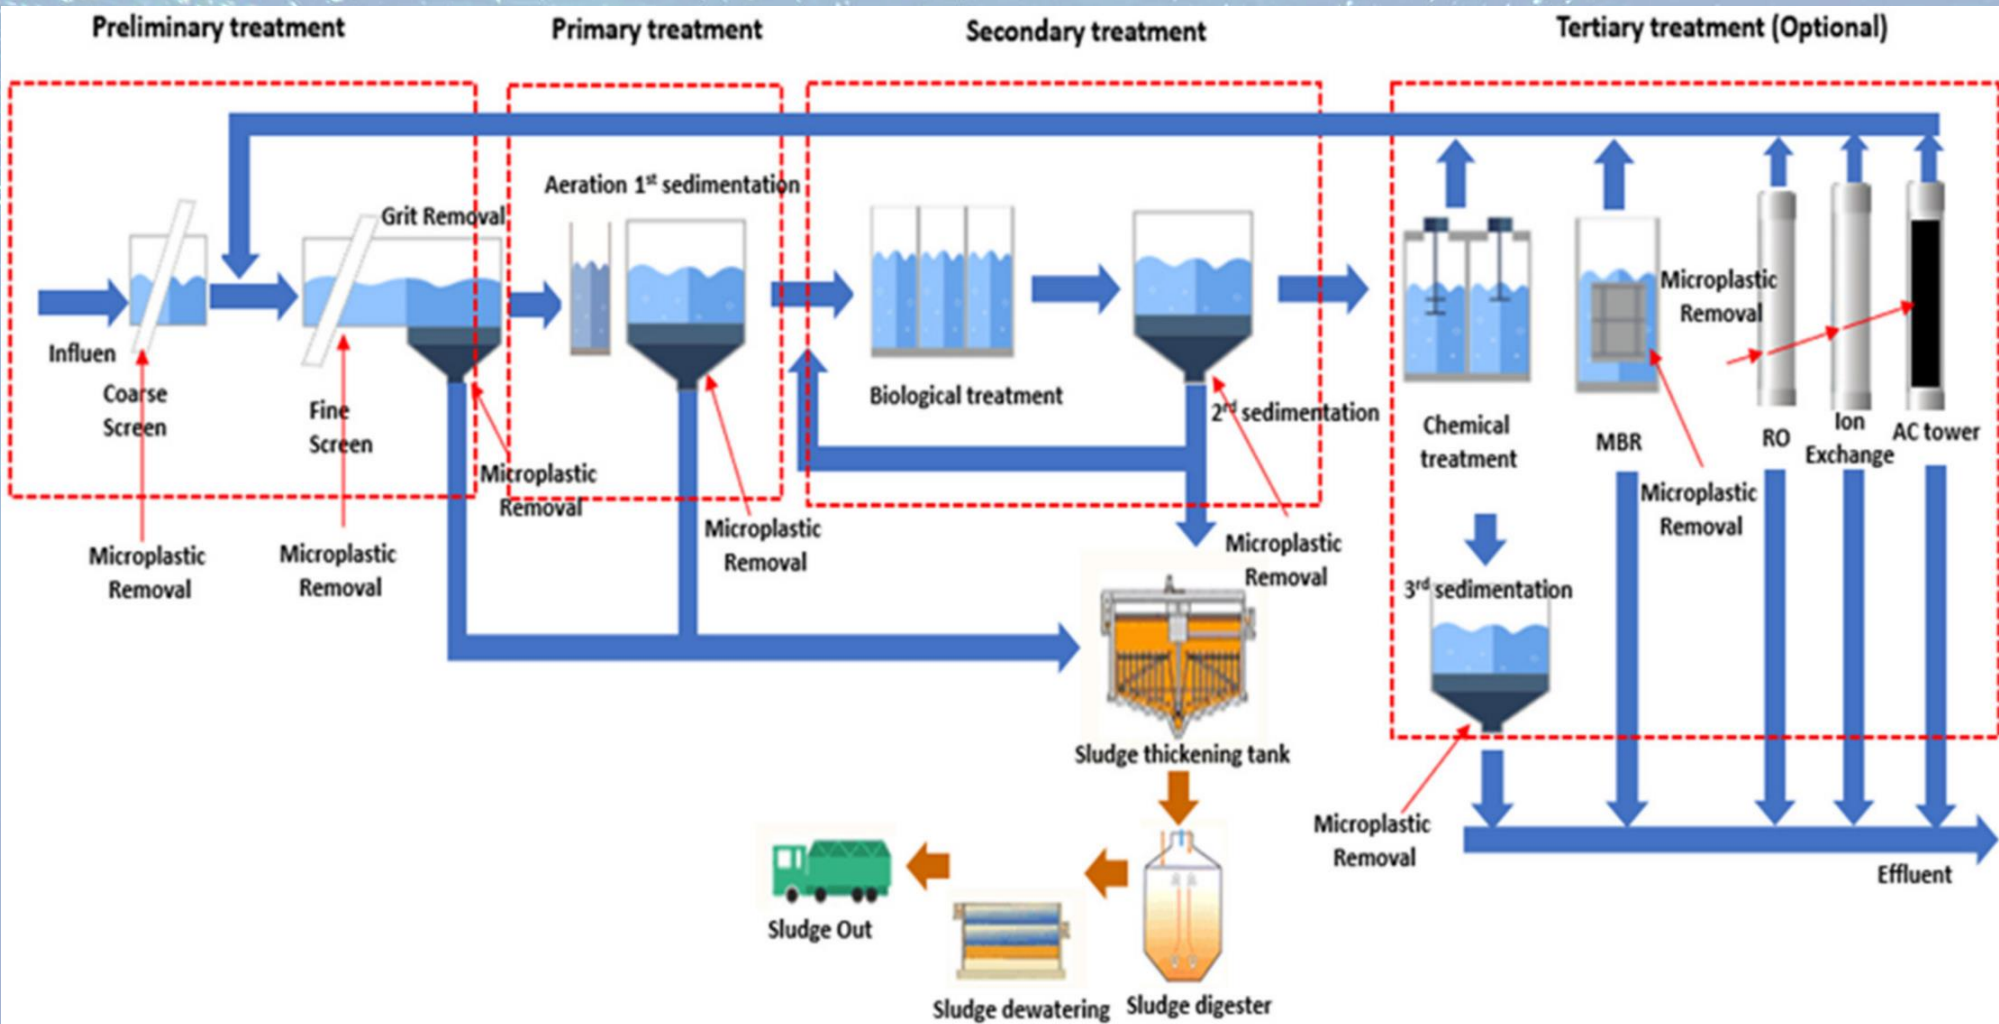 Preliminary treatment
Primary treatment
Secondary treatment
Tertiary treatment (Optional)
Aeration 1st sedimentation
Grit Removal
Influen
Coarse
Screen
Fine
Screen
Microplastic
Removal
Microplastic
Removal
Microplastic
Removal
Microplastic
Removal
Biological treatment
2rd sedimentation
Microplastic
Removal
Chemical
treatment
MBR
Microplastic
Removal
Microplastic
Removal
RO
Ion
Exchange
AC tower
3rd sedimentation
Microplastic
Removal
Effluent
Sludge thickening tank
Sludge Out
Sludge dewatering
Sludge digester